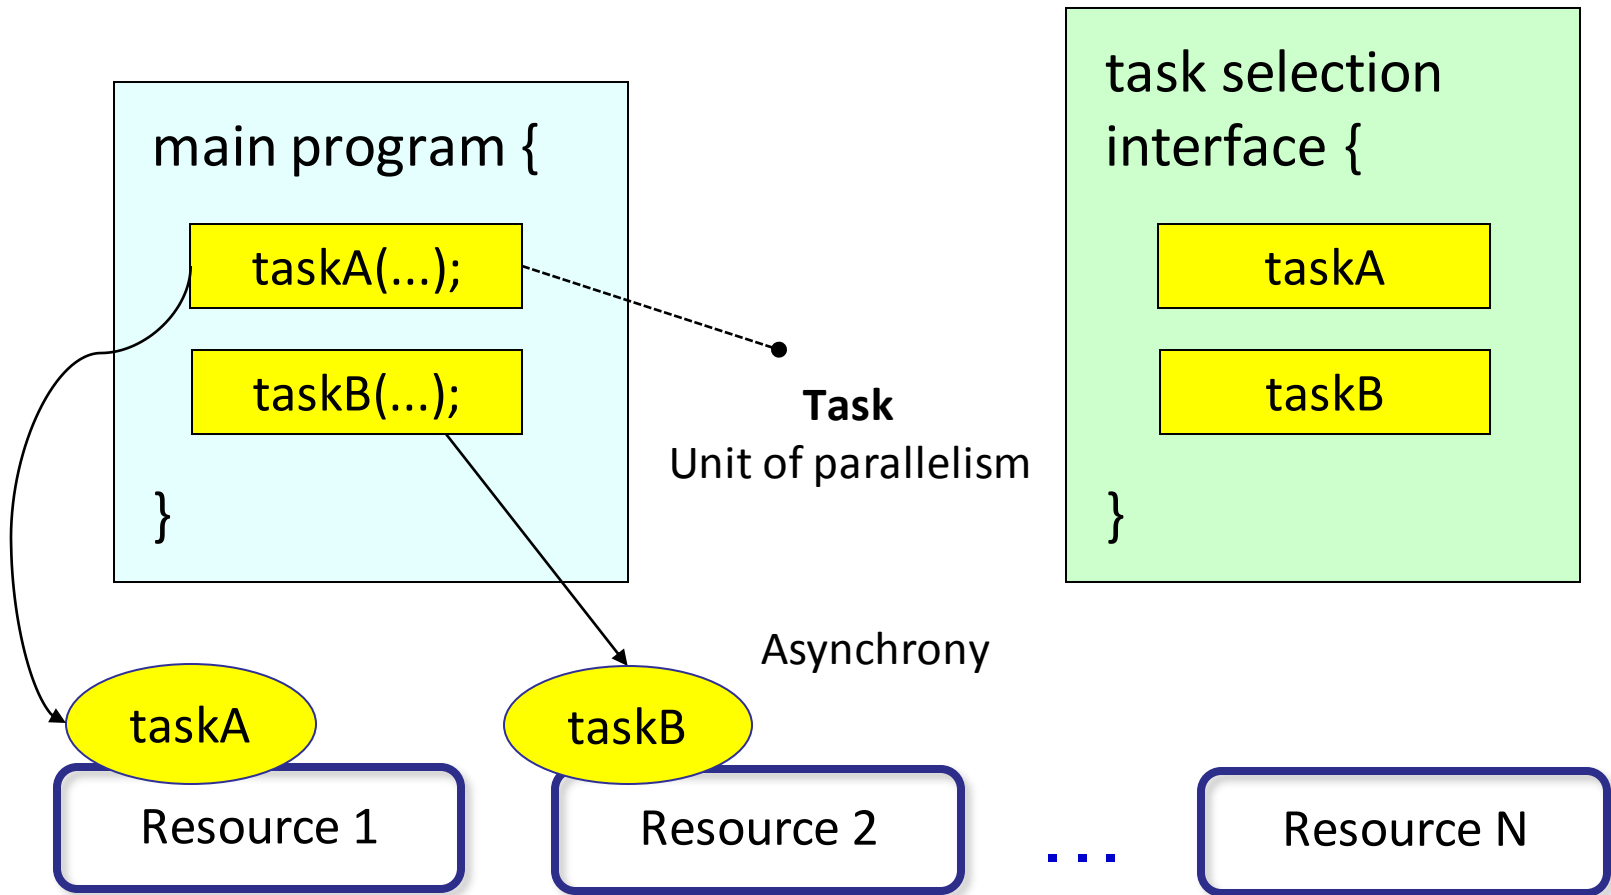 main program {
taskA(...);
taskB(...);
}
Task
Unit of parallelism
task selection
interface {
taskA
taskB
}
Asynchrony
taskA
taskB
Resource 1
Resource 2
...
Resource N